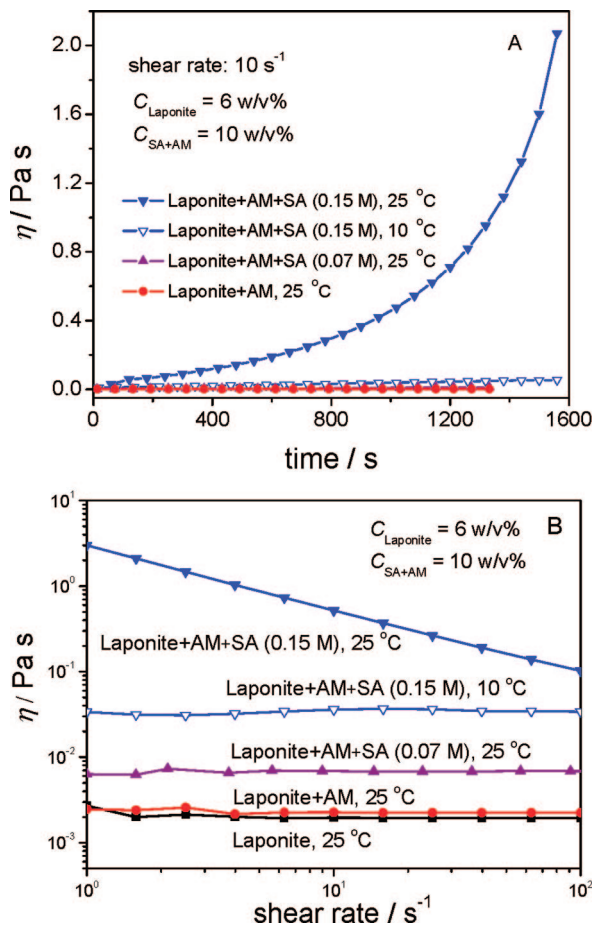 A
shear rate: 10 s⁻¹
C Laponite = 6 w/v%
C SA+AM = 10 w/v%
Laponite+AM+SA (0.15 M), 25 °C
Laponite+AM+SA (0.15 M), 10 °C
Laponite+AM+SA (0.07 M), 25 °C
Laponite+AM, 25 °C
η / Pa s
2.0
1.6
1.2
0.8
0.4
0.0
0 400 800 1200 1600
time / s
B
C Laponite = 6 w/v%
C SA+AM = 10 w/v%
Laponite+AM+SA (0.15 M), 25 °C
Laponite+AM+SA (0.15 M), 10 °C
Laponite+AM+SA (0.07 M), 25 °C
Laponite+AM, 25 °C
Laponite, 25 °C
η / Pa s
10¹
10⁰
10⁻¹
10⁻²
10⁻³
10⁰ 10¹ 10²
shear rate / s⁻¹